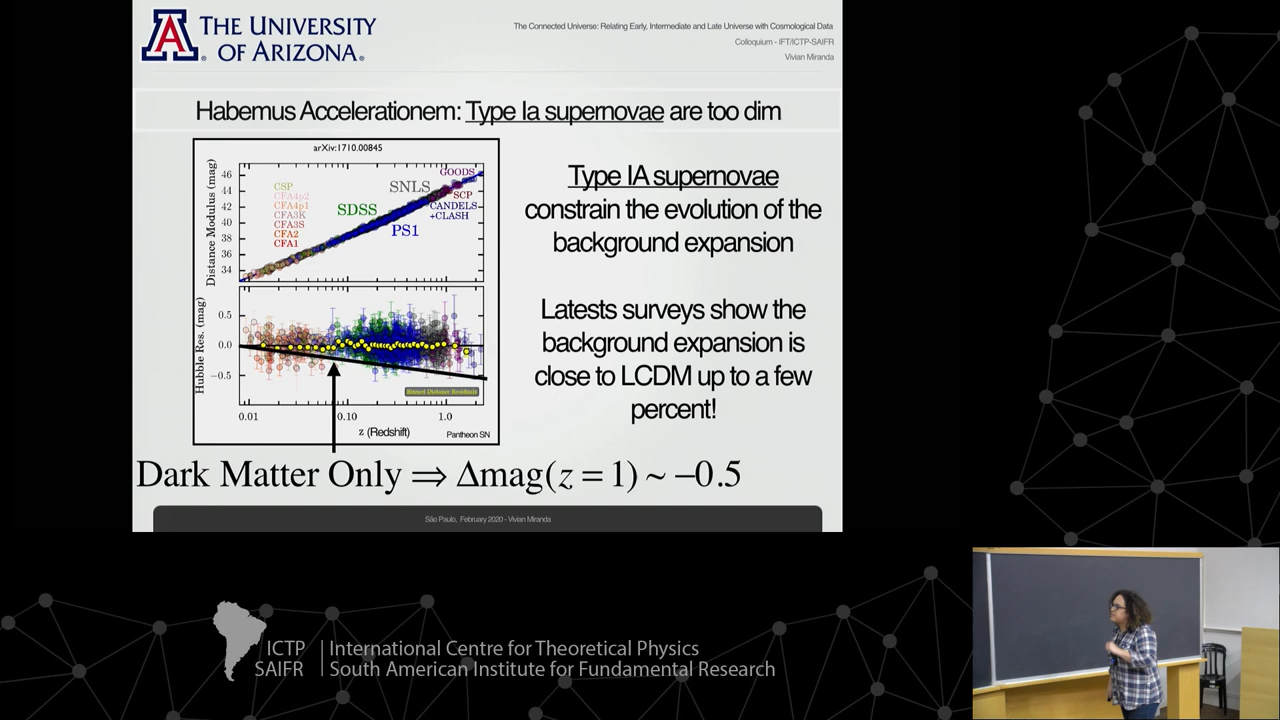 THE UNIVERSITY
OF ARIZONA.
The Connected Universe: Relating Early, Intermediate and Late Universe with Cosmological Data
Colloquium - IFT/ICTP-SAIFR
Vivian Miranda
Habemus Accelerationem: Type Ia supernovae are too dim
arXiv:1710.00845
Distance Modulus (mag)
46
44
42
40
38
36
34
CSP
CFA4p2
CFA4p1
CFA3K
CFA3S
CFA2
CFA1
SDSS
SNLS
PS1
GOODS
SCP
CANDELS
+CLASH
Hubble Res. (mag)
0.5
0.0
−0.5
Binned Distance Residuals
0.01
0.10
1.0
z (Redshift)
Pantheon SN
Type IA supernovae
constrain the evolution of the
background expansion
Latests surveys show the
background expansion is
close to LCDM up to a few
percent!
Dark Matter Only ⇒ Δmag(z = 1) ~ −0.5
São Paulo, February 2020 - Vivian Miranda
ICTP
SAIFR
International Centre for Theoretical Physics
South American Institute for Fundamental Research